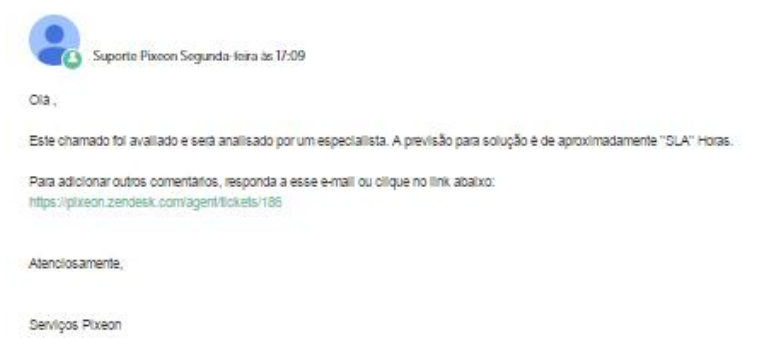 Suporte Pixeon Segunda-feira às 17:09
Olá ,
Este chamado foi avaliado e será analisado por um especialista. A previsão para solução é de aproximadamente "SLA" Horas.
Para adicionar outros comentários, responda a esse e-mail ou clique no link abaixo:
https://pixeon.zendesk.com/agent/tickets/186
Atenciosamente,
Serviços Pixeon